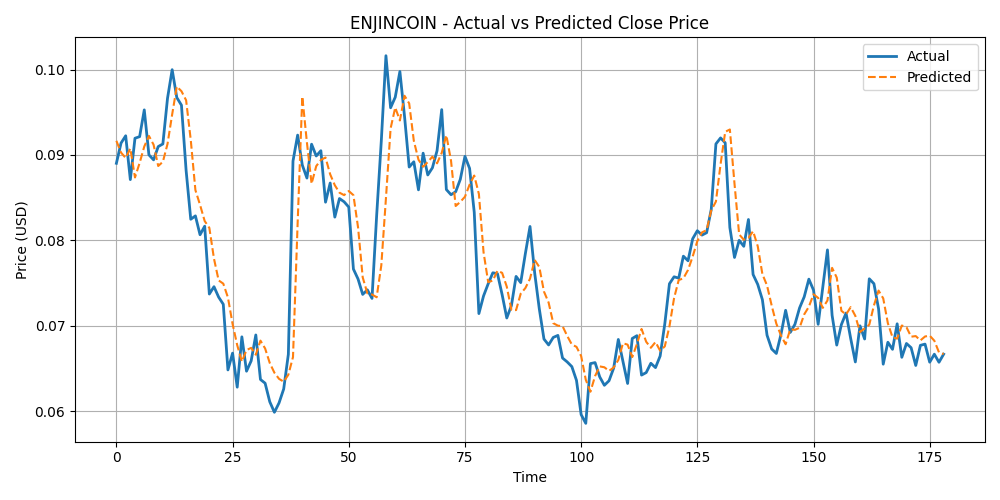 ENJINCOIN - Actual vs Predicted Close Price
Actual
Predicted
Price (USD)
0.10
0.09
0.08
0.07
0.06
0 25 50 75 100 125 150 175
Time